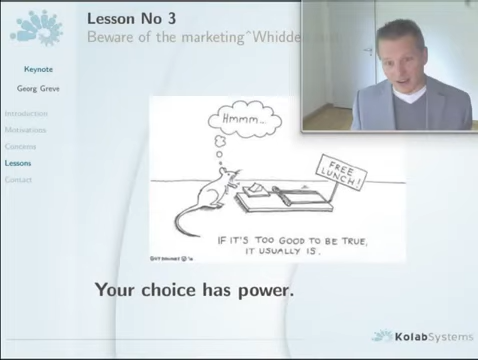 Lesson No 3
Beware of the marketing
Keynote
Georg Greve
Introduction
Motivations
Concerns
Lessons
Contact
Hmmm...
FREE
LUNCH!
IF IT'S TOO GOOD TO BE TRUE,
IT USUALLY IS.
Your choice has power.
KolabSystems